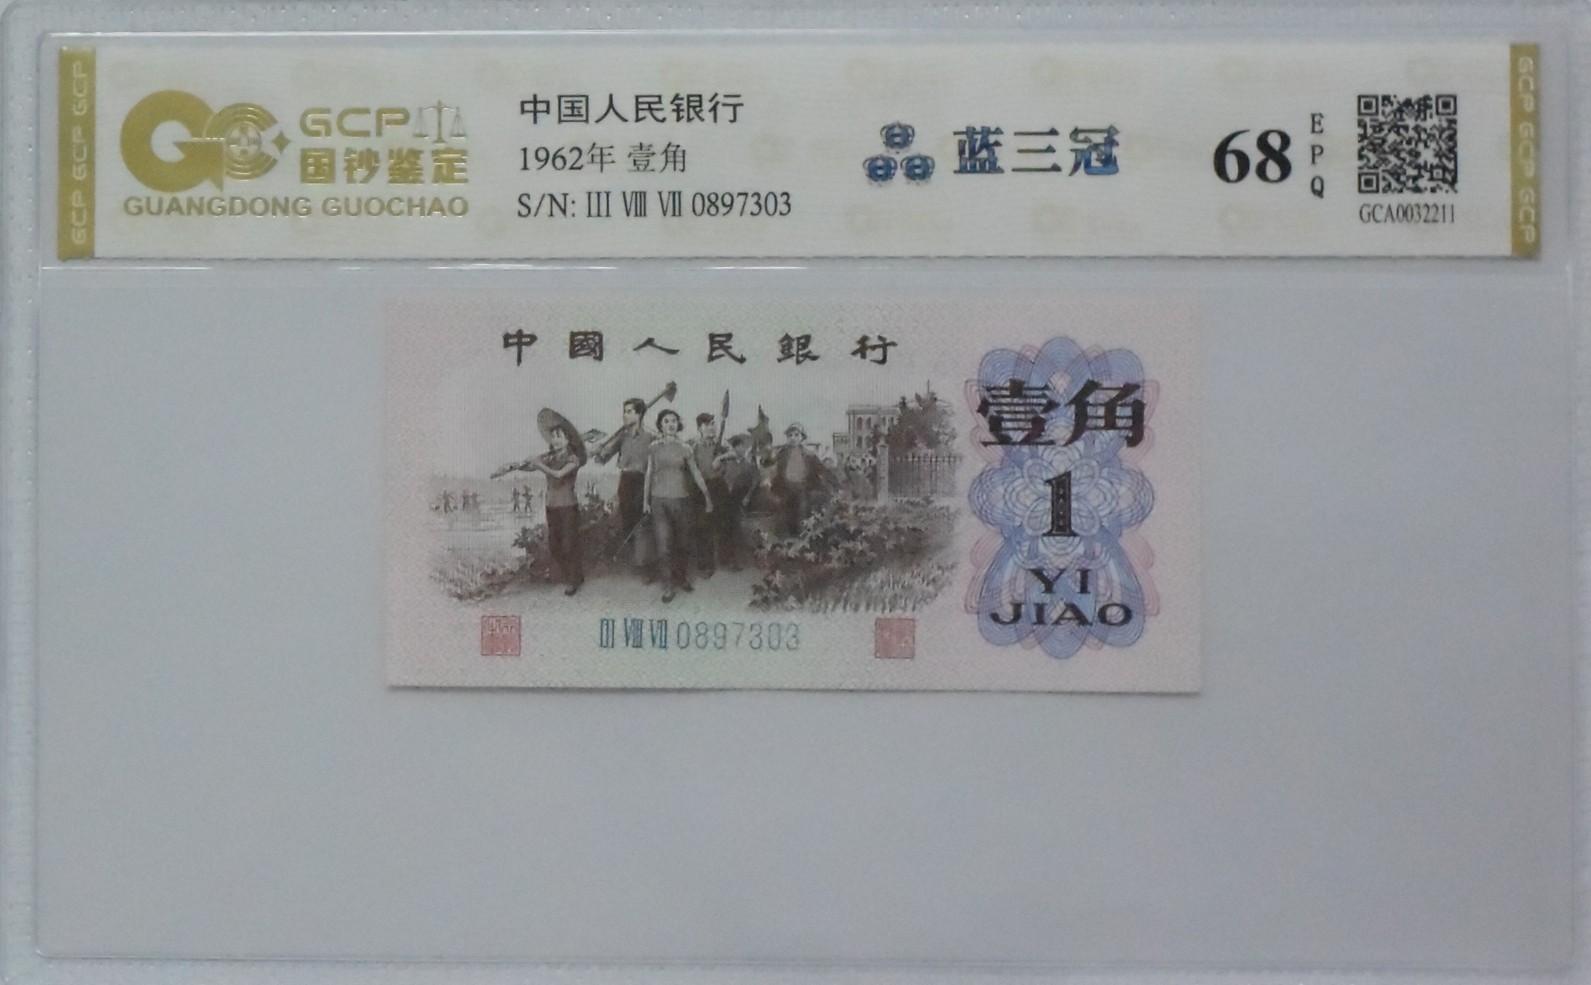 GCP GCP GCP
GCP
国钞鉴定
GUANGDONG GUOCHAO
中国人民银行
1962年 壹角
S/N: III VIII VII 0897303
蓝三冠
68
EPQ
GCA0032211
GCP GCP GCP
中國人民銀行
壹角
1
YI
JIAO
III VIII VII 0897303